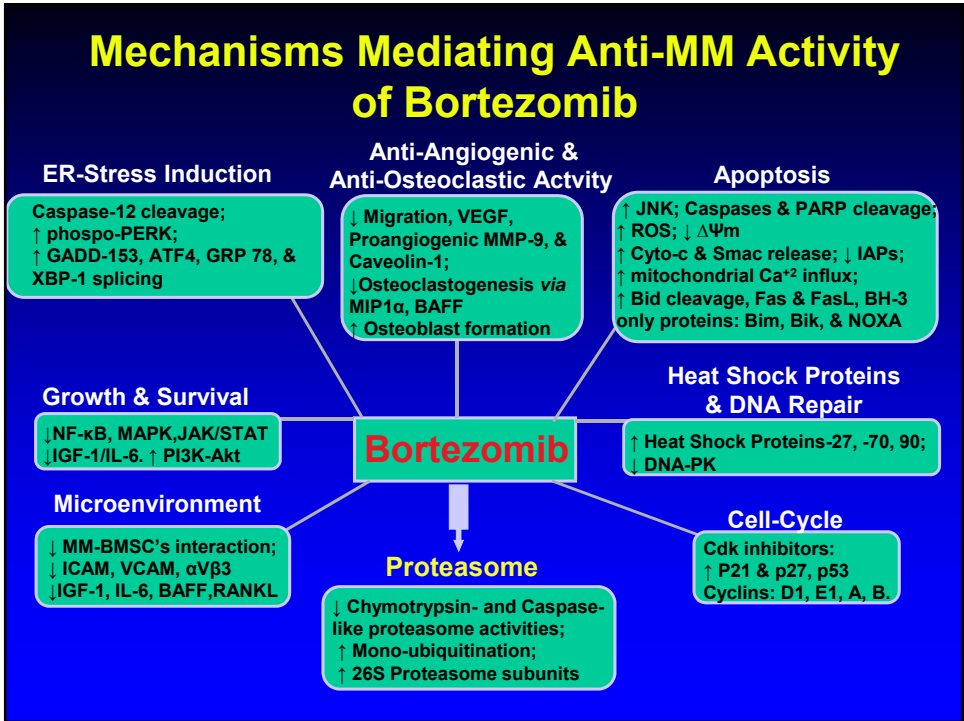 Mechanisms Mediating Anti-MM Activity
of Bortezomib
ER-Stress Induction
Caspase-12 cleavage;
↑ phospo-PERK;
↑ GADD-153, ATF4, GRP 78, &
XBP-1 splicing
Anti-Angiogenic &
Anti-Osteoclastic Actvity
↓ Migration, VEGF,
Proangiogenic MMP-9, &
Caveolin-1;
↓Osteoclastogenesis via
MIP1α, BAFF
↑ Osteoblast formation
Apoptosis
↑ JNK; Caspases & PARP cleavage;
↑ ROS; ↓ ΔΨm
↑ Cyto-c & Smac release; ↓ IAPs;
↑ mitochondrial Ca⁺² influx;
↑ Bid cleavage, Fas & FasL, BH-3
only proteins: Bim, Bik, & NOXA
Growth & Survival
↓NF-κB, MAPK,JAK/STAT
↓IGF-1/IL-6. ↑ PI3K-Akt
Bortezomib
Heat Shock Proteins
& DNA Repair
↑ Heat Shock Proteins-27, -70, 90;
↓ DNA-PK
Microenvironment
↓ MM-BMSC's interaction;
↓ ICAM, VCAM, αVβ3
↓IGF-1, IL-6, BAFF,RANKL
Proteasome
↓ Chymotrypsin- and Caspase-
like proteasome activities;
↑ Mono-ubiquitination;
↑ 26S Proteasome subunits
Cell-Cycle
Cdk inhibitors:
↑ P21 & p27, p53
Cyclins: D1, E1, A, B.